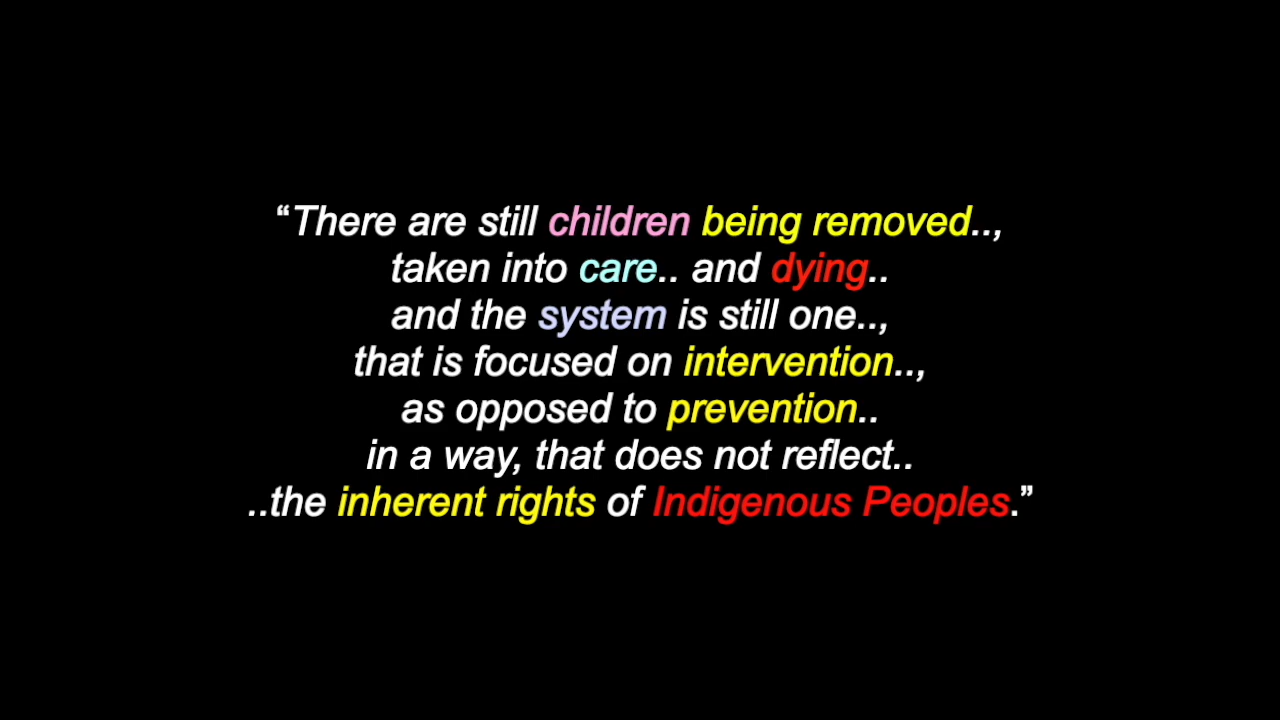 “There are still children being removed..,
taken into care.. and dying..
and the system is still one..,
that is focused on intervention..,
as opposed to prevention..
in a way, that does not reflect..
..the inherent rights of Indigenous Peoples.”